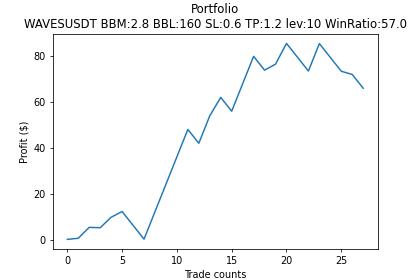 Portfolio
WAVESUSDT BBM:2.8 BBL:160 SL:0.6 TP:1.2 lev:10 WinRatio:57.0
80
60
40
20
0
Profit ($)
0 5 10 15 20 25
Trade counts